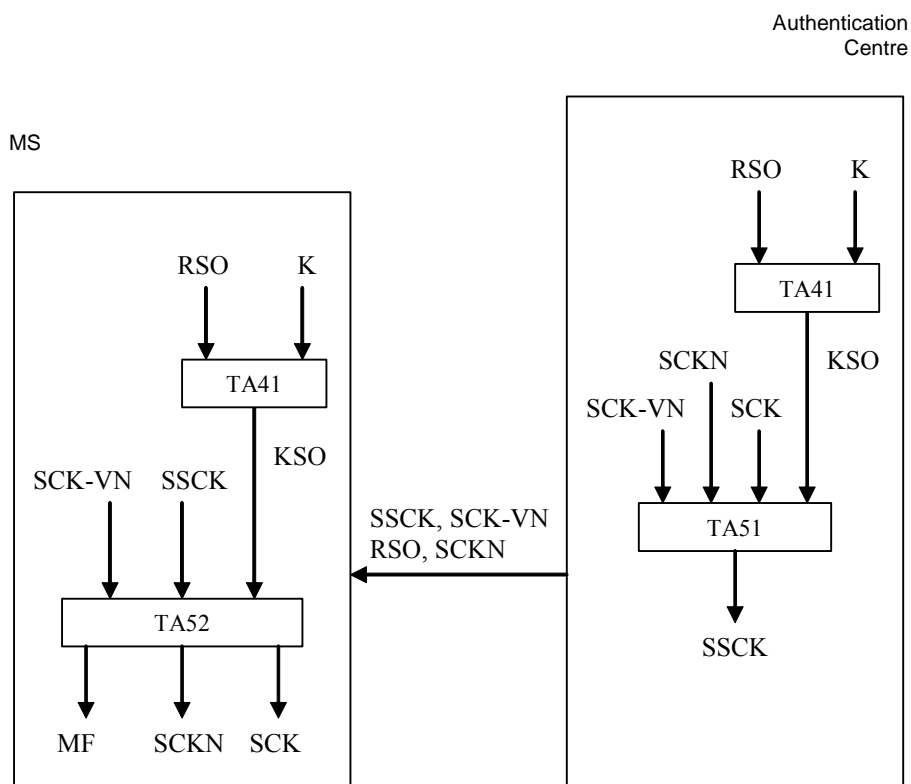 Authentication
Centre
MS
RSO K
TA41
KSO
SCK-VN SSCK
TA52
MF SCKN SCK
SSCK, SCK-VN
RSO, SCKN
RSO K
TA41
SCKN KSO
SCK-VN SCK
TA51
SSCK